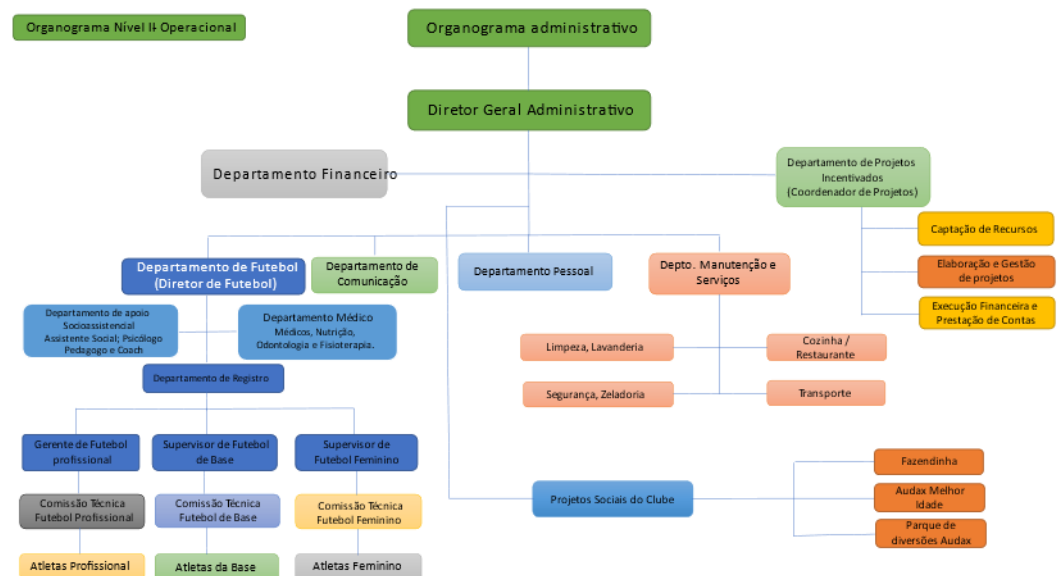 Organograma Nível II- Operacional
Organograma administrativo
Diretor Geral Administrativo
Departamento Financeiro
Departamento de Projetos
Incentivados
(Coordenador de Projetos)
Captação de Recursos
Elaboração e Gestão
de projetos
Execução Financeira e
Prestação de Contas
Departamento de Futebol
(Diretor de Futebol)
Departamento de
Comunicação
Departamento Pessoal
Depto. Manutenção e
Serviços
Departamento de apoio
Socioassistencial
Assistente Social; Psicólogo
Pedagogo e Coach
Departamento Médico
Médicos, Nutrição,
Odontologia e Fisioterapia.
Limpeza, Lavanderia
Cozinha /
Restaurante
Segurança, Zeladoria
Transporte
Departamento de Registro
Gerente de Futebol
profissional
Supervisor de Futebol
de Base
Supervisor de
Futebol Feminino
Comissão Técnica
Futebol Profissional
Comissão Técnica
Futebol de Base
Comissão Técnica
Futebol Feminino
Atletas Profissional
Atletas da Base
Atletas Feminino
Projetos Sociais do Clube
Fazendinha
Audax Melhor
Idade
Parque de
diversões Audax